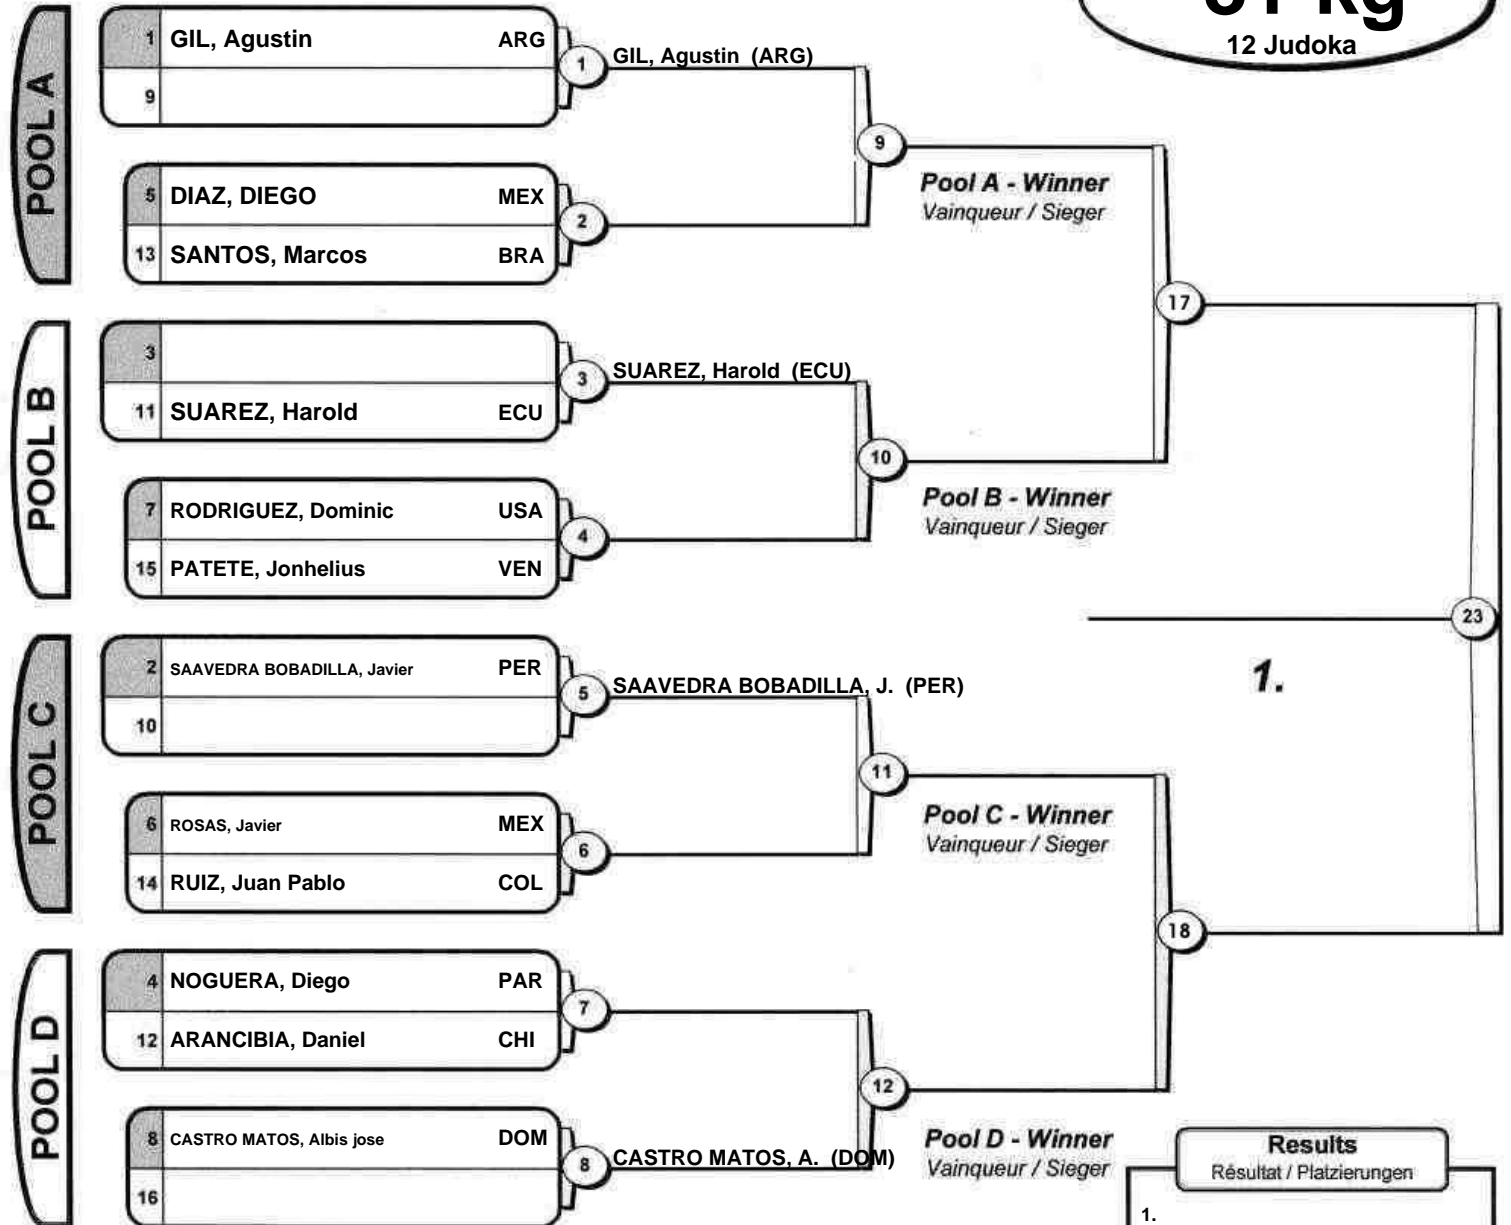 12 Judoka
POOL A
1 GIL, Agustin ARG
9
1 GIL, Agustin (ARG)
5 DIAZ, DIEGO MEX
13 SANTOS, Marcos BRA
2
9
Pool A - Winner
Vainqueur / Sieger
17
POOL B
3
11 SUAREZ, Harold ECU
3 SUAREZ, Harold (ECU)
7 RODRIGUEZ, Dominic USA
15 PATETE, Jonhelius VEN
4
10
Pool B - Winner
Vainqueur / Sieger
23
1.
POOL C
2 SAAVEDRA BOBADILLA, Javier PER
10
5 SAAVEDRA BOBADILLA, J. (PER)
6 ROSAS, Javier MEX
14 RUIZ, Juan Pablo COL
6
11
Pool C - Winner
Vainqueur / Sieger
18
POOL D
4 NOGUERA, Diego PAR
12 ARANCIBIA, Daniel CHI
7
8 CASTRO MATOS, Albis jose DOM
16
8 CASTRO MATOS, A. (DOM)
12
Pool D - Winner
Vainqueur / Sieger
Results
Résultat / Platzierungen
1.